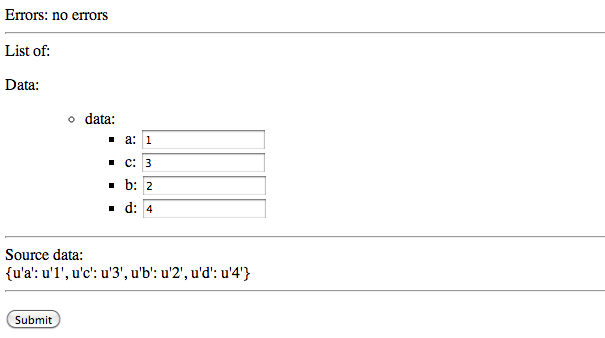 Errors: no errors
List of:
Data:
data:
a: 1
c: 3
b: 2
d: 4
Source data:
{u'a': u'1', u'c': u'3', u'b': u'2', u'd': u'4'}
Submit